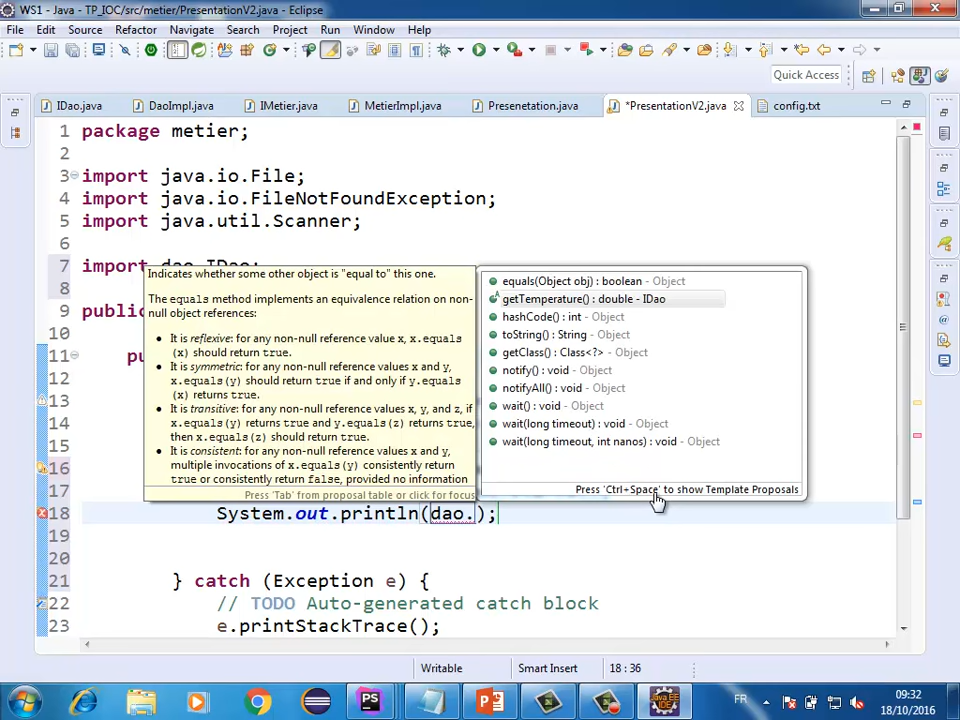 WS1 - Java - TP_IOC/src/metier/PresentationV2.java - Eclipse
File Edit Source Refactor Navigate Search Project Run Window Help
Quick Access
IDao.java DaoImpl.java IMetier.java MetierImpl.java Presenetation.java *PresentationV2.java config.txt
1 package metier;
2
3 import java.io.File;
4 import java.io.FileNotFoundException;
5 import java.util.Scanner;
6
7 import dao.IDao;
8
9 public
10
11 pu
12
13
14
15
16
17
18 System.out.println(dao.);
19
20
21 } catch (Exception e) {
22 // TODO Auto-generated catch block
23 e.printStackTrace();
Indicates whether some other object is "equal to" this one.
The equals method implements an equivalence relation on non-
null object references:
• It is reflexive: for any non-null reference value x, x.equals
(x) should return true.
• It is symmetric: for any non-null reference values x and y,
x.equals(y) should return true if and only if y.equals
(x) returns true.
• It is transitive: for any non-null reference values x, y, and z, if
x.equals(y) returns true and y.equals(z) returns true,
then x.equals(z) should return true.
• It is consistent: for any non-null reference values x and y,
multiple invocations of x.equals(y) consistently return
true or consistently return false, provided no information
Press 'Tab' from proposal table or click for focus
equals(Object obj) : boolean - Object
getTemperature() : double - IDao
hashCode() : int - Object
toString() : String - Object
getClass() : Class<?> - Object
notify() : void - Object
notifyAll() : void - Object
wait() : void - Object
wait(long timeout) : void - Object
wait(long timeout, int nanos) : void - Object
Press 'Ctrl+Space' to show Template Proposals
Writable Smart Insert 18 : 36
FR
09:32
18/10/2016